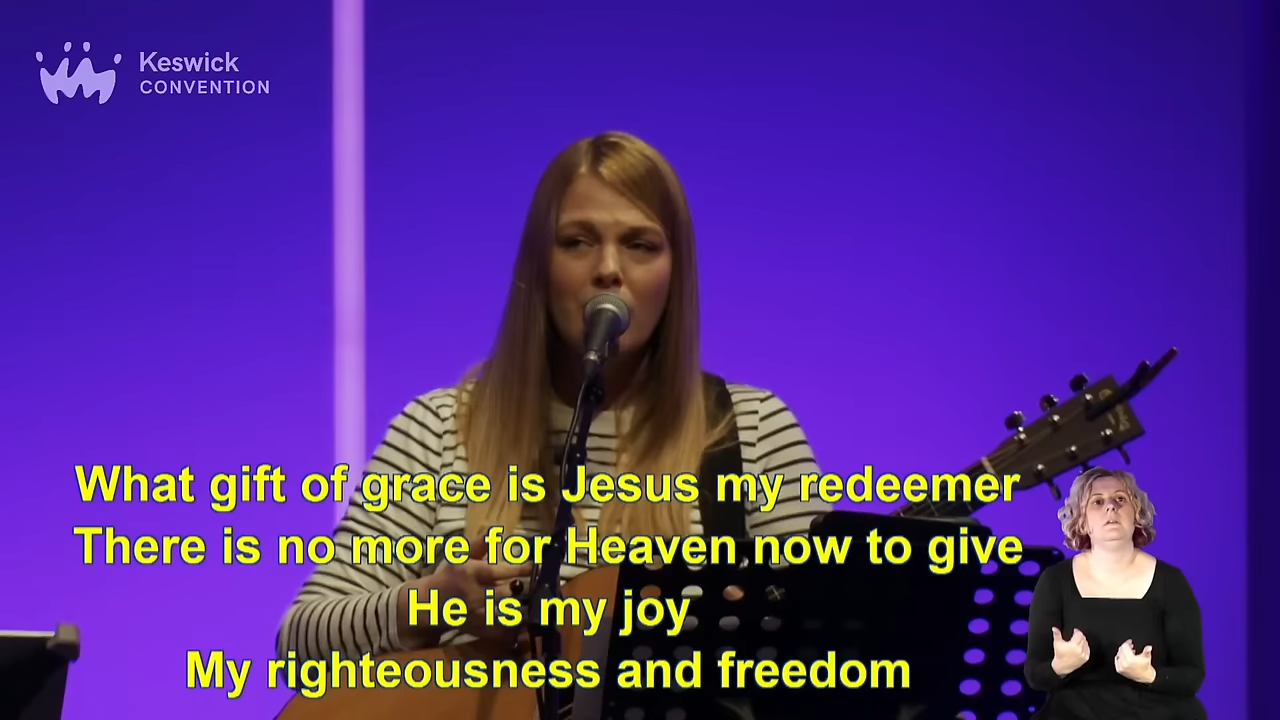 Keswick
CONVENTION
What gift of grace is Jesus my redeemer
There is no more for Heaven now to give
He is my joy
My righteousness and freedom